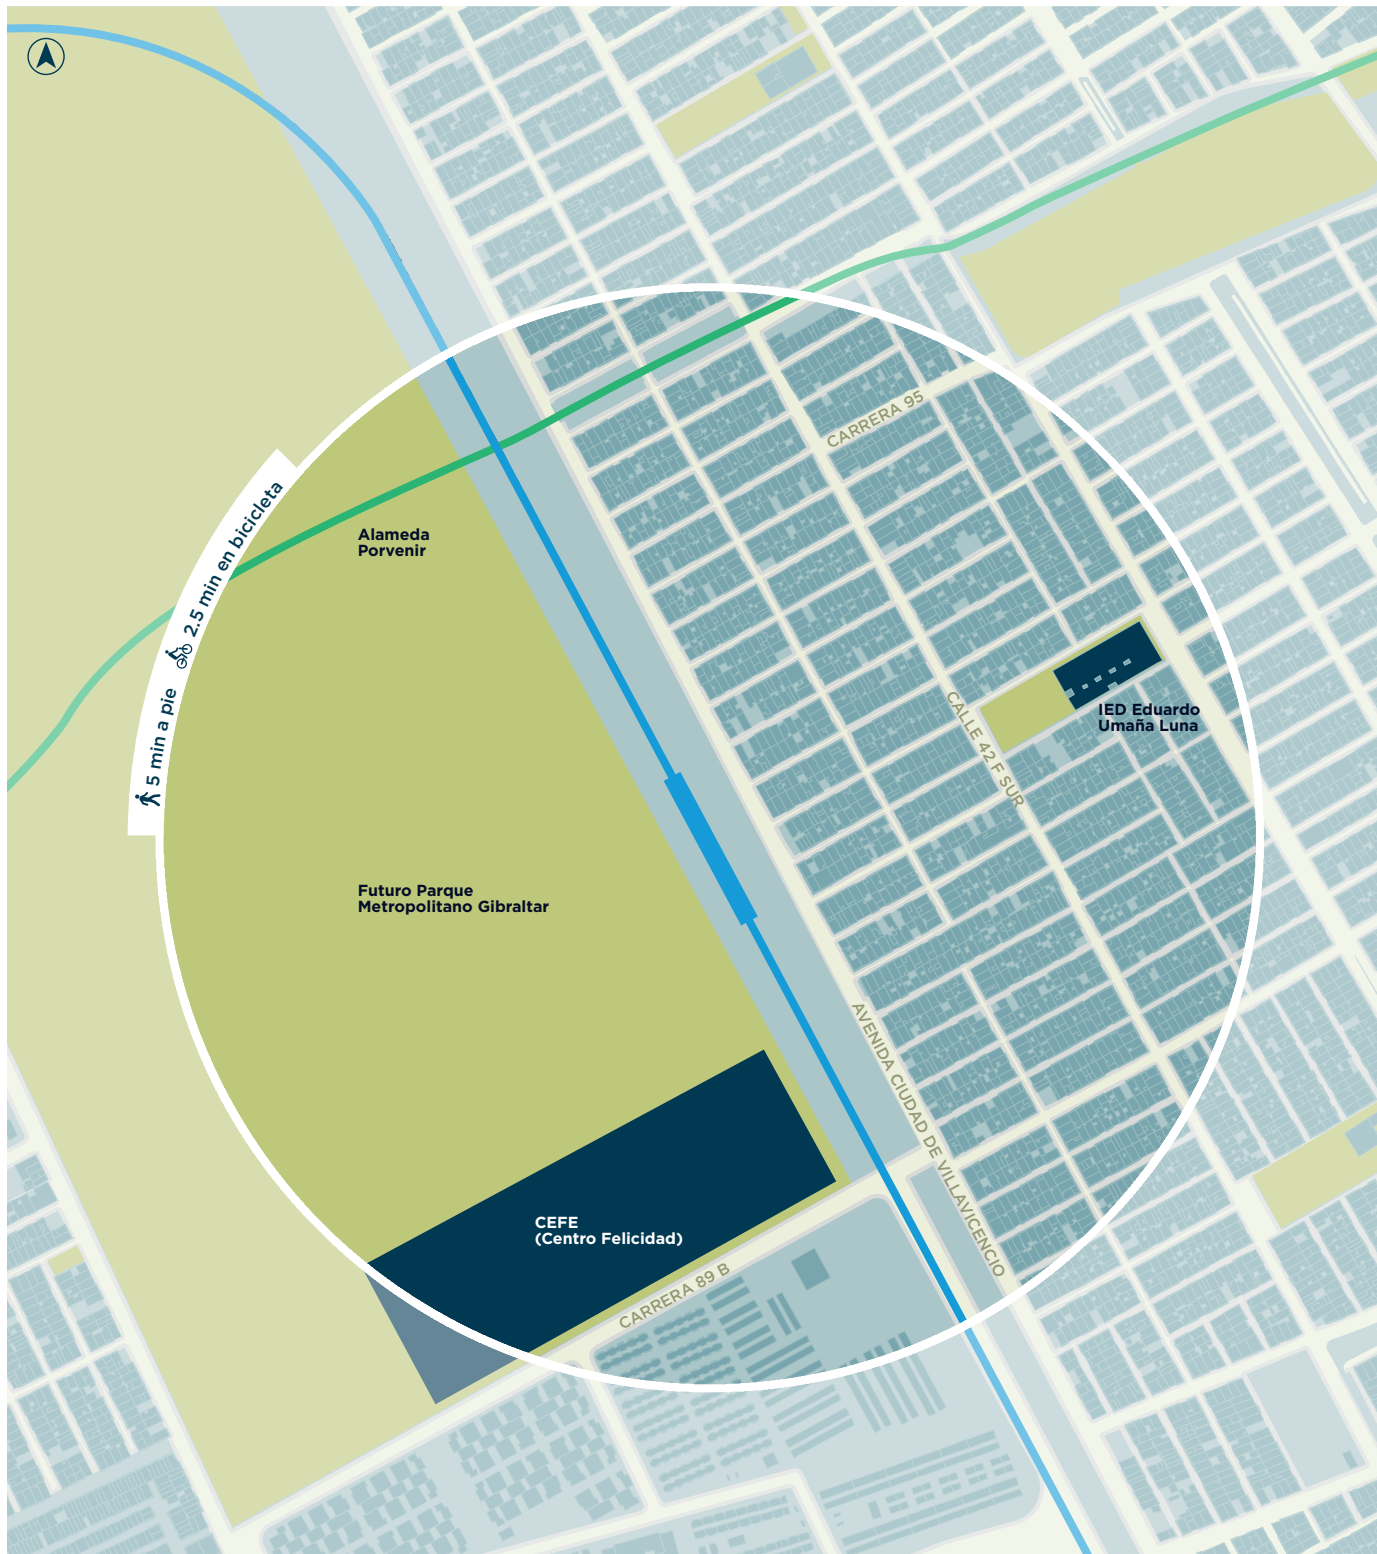 CARRERA 95
2.5 min en bicicleta
5 min a pie
Alameda
Porvenir
IED Eduardo
Umaña Luna
CALLE 42 F SUR
Futuro Parque
Metropolitano Gibraltar
AVENIDA CIUDAD DE VILLAVICENCIO
CEFE
(Centro Felicidad)
CARRERA 89 B